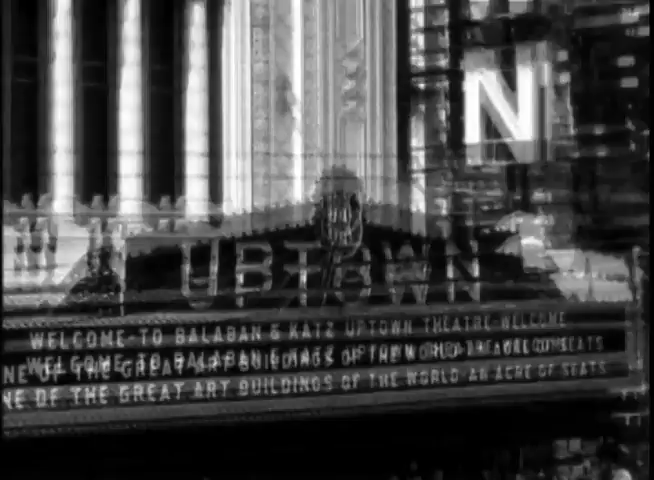 N
UPTOWN
WELCOME-TO BALABAN & KATZ UPTOWN THEATRE-WELCOME
WELCOME TO BALABAN & KATZ UPTOWN
NE OF THE GREAT ART BUILDINGS OF THE WORLD AN ACRE OF SEATS
NE OF THE GREAT ART BUILDINGS OF THE WORLD AN ACRE OF SEATS